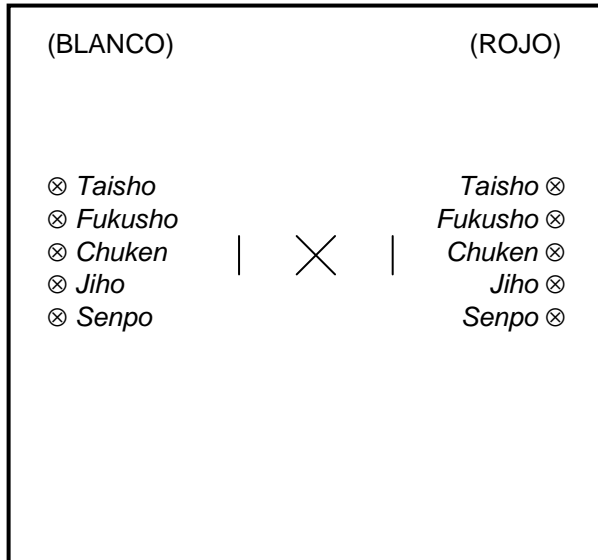 (BLANCO) (ROJO)
⊗ Taisho Taisho ⊗
⊗ Fukusho Fukusho ⊗
⊗ Chuken Chuken ⊗
⊗ Jiho Jiho ⊗
⊗ Senpo Senpo ⊗